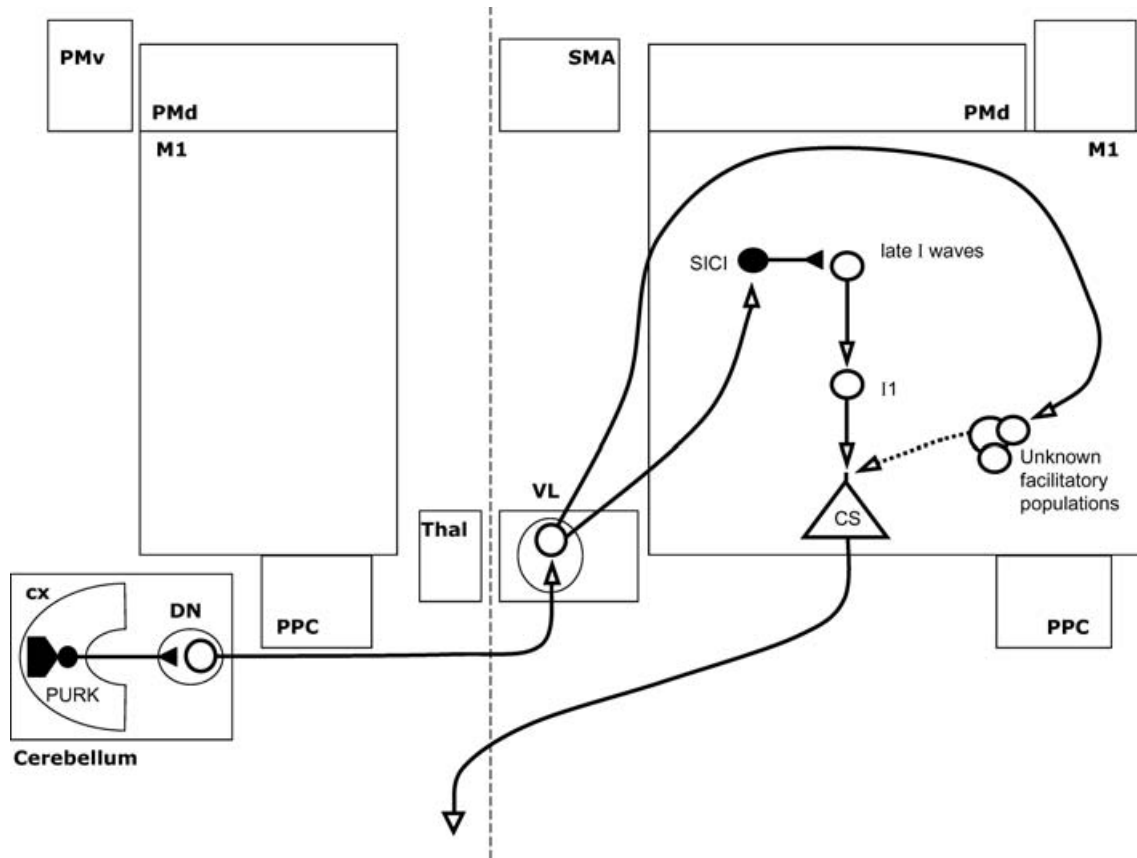 PMv
SMA
PMd
PMd
M1
M1
SICI
late I waves
I1
Unknown
facilitatory
populations
VL
CS
Thal
cx
DN
PPC
PPC
PURK
Cerebellum